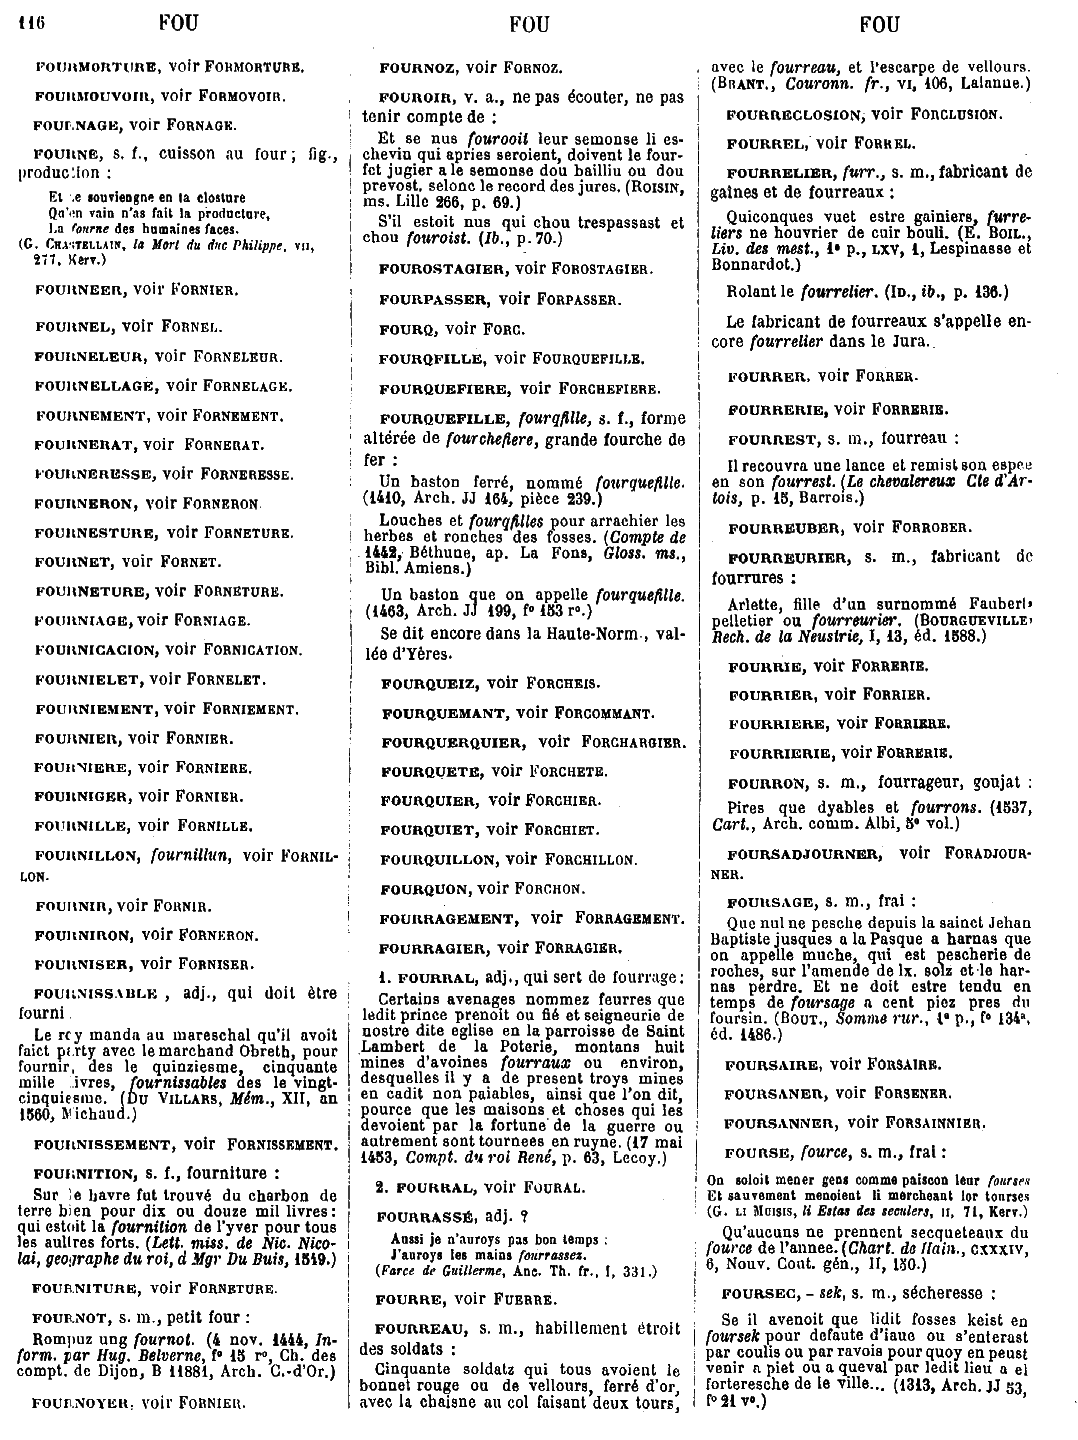 116 FOU FOU FOU
FOURMORTURE, voir FORMORTURE.
FOURMOUVOIR, voir FORMOVOIR.
FOURNAGE, voir FORNAGE.
FOURNE, s. f., cuisson au four ; fig.,
production :
Et ce souviengne en ta closture
Qu'en vain n'as fait la producture,
La fourne des humaines faces.
(G. CHASTELLAIN, la Mort du duc Philippe, VII,
277, Kerv.)
FOURNEER, voir FORNIER.
FOURNEL, voir FORNEL.
FOURNELEUR, voir FORNELEUR.
FOURNELLAGE, voir FORNELAGE.
FOURNEMENT, voir FORNEMENT.
FOURNERAT, voir FORNERAT.
FOURNERESSE, voir FORNERESSE.
FOURNERON, voir FORNERON.
FOURNESTURE, voir FORNETURE.
FOURNET, voir FORNET.
FOURNETURE, voir FORNETURE.
FOURNIAGE, voir FORNIAGE.
FOURNICACION, voir FORNICATION.
FOURNIELET, voir FORNELET.
FOURNIEMENT, voir FORNIEMENT.
FOURNIER, voir FORNIER.
FOURNIERE, voir FORNIERE.
FOURNIGER, voir FORNIER.
FOURNILLE, voir FORNILLE.
FOURNILLON, fournillun, voir FORNIL-
LON.
FOURNIR, voir FORNIR.
FOURNIRON, voir FORNERON.
FOURNISER, voir FORNISER.
FOURNISSABLE , adj., qui doit être
fourni.
Le roy manda au mareschal qu'il avoit
faict party avec le marchand Obreth, pour
fournir, des le quinziesme, cinquante
mille livres, fournissables des le vingt-
cinquiesme. (DU VILLARS, Mém., XII, an
1560, Michaud.)
FOURNISSEMENT, voir FORNISSEMENT.
FOURNITION, s. f., fourniture :
Sur le havre fut trouvé du charbon de
terre bien pour dix ou douze mil livres :
qui estoit la fournition de l'yver pour tous
les aultres forts. (Lett. miss. de Nic. Nico-
lai, geographe du roi, à Mgr Du Buis, 1549.)
FOURNITURE, voir FORNETURE.
FOURNOT, s. m., petit four :
Rompuz ung fournot. (4 nov. 1444, In-
form. par Hug. Belverne, f° 15 r°, Ch. des
compt. de Dijon, B 11881, Arch. C.-d'Or.)
FOURNOYER, voir FORNIER.
FOURNOZ, voir FORNOZ.
FOUROIR, v. a., ne pas écouter, ne pas
tenir compte de :
Et se nus fourooit leur semonse li es-
chevin qui apries seroient, doivent le four-
fet jugier a le semonse dou bailliu ou dou
prevost, selonc le record des jures. (ROISIN,
ms. Lille 266, p. 69.)
S'il estoit nus qui chou trespassast et
chou fouroist. (Ib., p. 70.)
FOUROSTAGIER, voir FOROSTAGIER.
FOURPASSER, voir FORPASSER.
FOURQ, voir FORC.
FOURQFILLE, voir FOURQUEFILLE.
FOURQUEFIERE, voir FORCHEFIERE.
FOURQUEFILLE, fourqfille, s. f., forme
altérée de fourchefiere, grande fourche de
fer :
Un baston ferré, nommé fourquefille.
(1410, Arch. JJ 164, pièce 239.)
Louches et fourqfilles pour arrachier les
herbes et ronches des fosses. (Compte de
1442, Béthune, ap. La Fons, Gloss. ms.,
Bibl. Amiens.)
Un baston que on appelle fourquefille.
(1463, Arch. JJ 199, f° 153 r°.)
Se dit encore dans la Haute-Norm., val-
lée d'Yères.
FOURQUEIZ, voir FORCHEIS.
FOURQUEMANT, voir FORCOMMANT.
FOURQUERQUIER, voir FORCHARGIER.
FOURQUETE, voir FORCHETE.
FOURQUIER, voir FORCHIER.
FOURQUIET, voir FORCHIET.
FOURQUILLON, voir FORCHILLON.
FOURQUON, voir FORCHON.
FOURRAGEMENT, voir FORRAGEMENT.
FOURRAGIER, voir FORRAGIER.
1. FOURRAL, adj., qui sert de fourrage :
Certains avenages nommez feurres que
ledit prince prenoit ou fié et seigneurie de
nostre dite eglise en la parroisse de Saint
Lambert de la Poterie, montans huit
mines d'avoines fourraux ou environ,
desquelles il y a de present troys mines
en cadit non paiables, ainsi que l'on dit,
pource que les maisons et choses qui les
devoient par la fortune de la guerre ou
autrement sont tournees en ruyne. (17 mai
1453, Compt. du roi René, p. 63, Lecoy.)
2. FOURRAL, voir FOURAL.
FOURRASSÉ, adj. ?
Aussi je n'auroys pas bon temps :
J'auroys les mains fourrassez.
(Farce de Guillerme, Anc. Th. fr., I, 331.)
FOURRE, voir FUERRE.
FOURREAU, s. m., habillement étroit
des soldats :
Cinquante soldatz qui tous avoient le
bonnet rouge ou de vellours, ferré d'or,
avec la chaisne au col faisant deux tours,
avec le fourreau, et l'escarpe de vellours.
(BRANT., Couronn. fr., VI, 106, Lalanne.)
FOURRECLOSION, voir FORCLUSION.
FOURREL, voir FORREL.
FOURRELIER, furr., s. m., fabricant de
gaînes et de fourreaux :
Quiconques vuet estre gainiers, furre-
liers ne houvrier de cuir bouli. (E. BOIL.,
Liv. des mest., 1° p., LXV, 1, Lespinasse et
Bonnardot.)
Rolant le fourrelier. (ID., ib., p. 136.)
Le fabricant de fourreaux s'appelle en-
core fourrelier dans le Jura.
FOURRER, voir FORRER.
FOURRERIE, voir FORRERIE.
FOURREST, s. m., fourreau :
Il recouvra une lance et remist son espee
en son fourrest. (Le chevalereux Cte d'Ar-
tois, p. 15, Barrois.)
FOURREUBER, voir FORROBER.
FOURREURIER, s. m., fabricant de
fourrures :
Arlette, fille d'un surnommé Fauberl,
pelletier ou fourreurier. (BOURGUEVILLE,
Rech. de la Neustrie, I, 13, éd. 1588.)
FOURRIE, voir FORRERIE.
FOURRIER, voir FORRIER.
FOURRIERE, voir FORRIERE.
FOURRIERIE, voir FORRERIE.
FOURRON, s. m., fourrageur, goujat :
Pires que dyables et fourrons. (1537,
Cart., Arch. comm. Albi, 5° vol.)
FOURSADJOURNER, voir FORADJOUR-
NER.
FOURSAGE, s. m., frai :
Que nul ne pesche depuis la sainct Jehan
Baptiste jusques a la Pasque a harnas que
on appelle muche, qui est pescherie de
roches, sur l'amende de lx. solz et le har-
nas perdre. Et ne doit estre tendu en
temps de foursage a cent piez pres du
foursin. (BOUT., Somme rur., 1° p., f° 134ª,
éd. 1486.)
FOURSAIRE, voir FORSAIRE.
FOURSANER, voir FORSENER.
FOURSANNER, voir FORSAINNIER.
FOURSE, fource, s. m., frai :
On soloit mener gens comme paiscon leur fourses
Et sauvement menoient li mercheant lor tourses
(G. LI MUISIS, li Estas des seculers, II, 71, Kerv.)
Qu'aucuns ne prennent secqueteaux du
fource de l'annee. (Chart. de Hain., CXXXIV,
6, Nouv. Cout. gén., II, 150.)
FOURSEC, - sek, s. m., sécheresse :
Se il avenoit que lidit fosses keist en
foursek pour defaute d'iaue ou s'enterast
par coulis ou par ravois pour quoy en peust
venir a piet ou a queval par ledit lieu a el
forteresche de le ville... (1313, Arch. JJ 53,
f° 21 v°.)